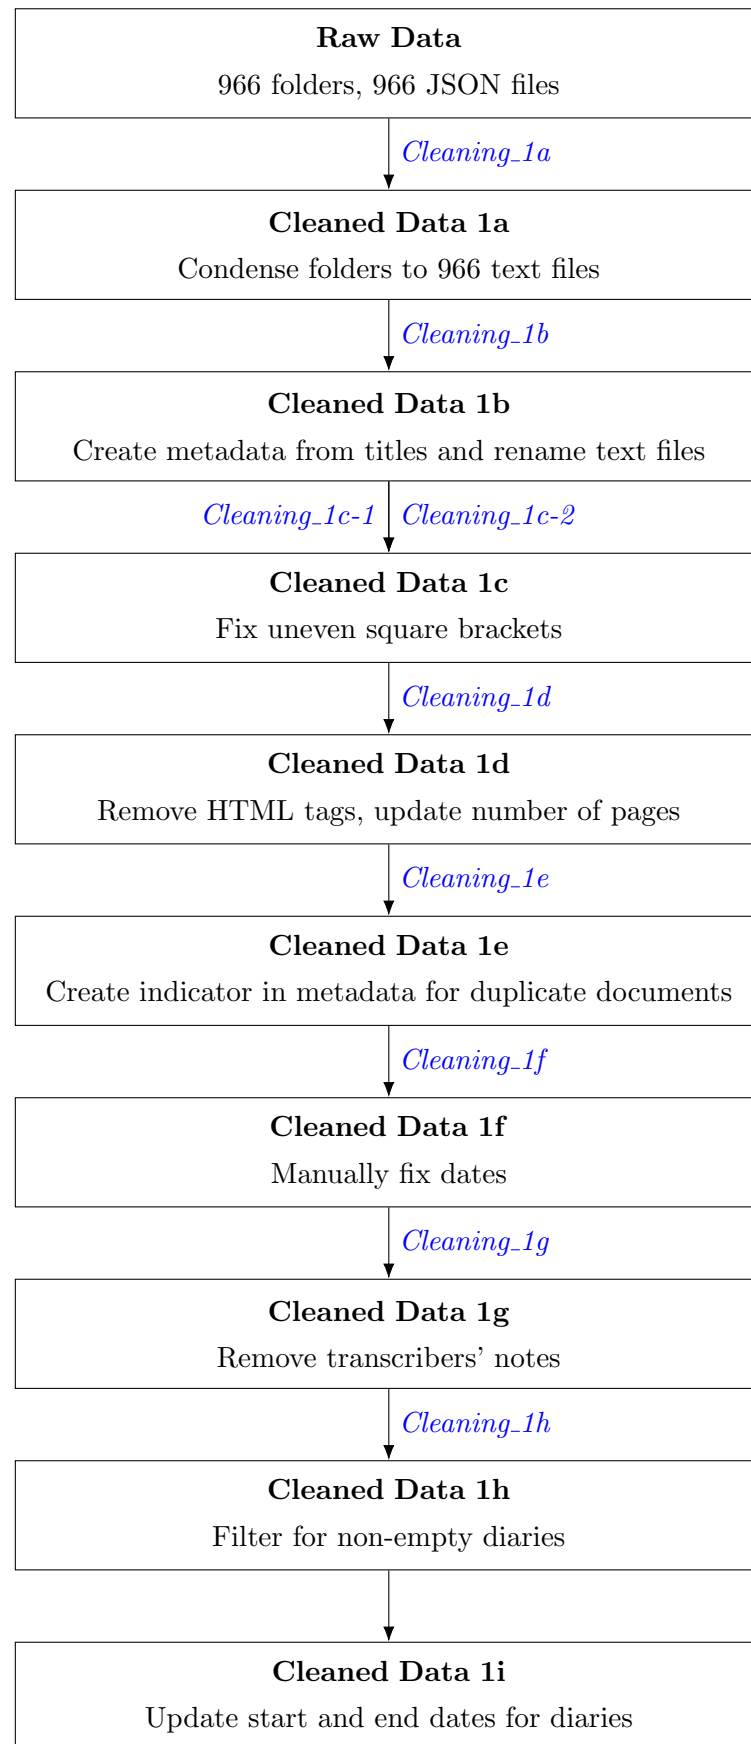 Raw Data
966 folders, 966 JSON files
Cleaning_1a
Cleaned Data 1a
Condense folders to 966 text files
Cleaning_1b
Cleaned Data 1b
Create metadata from titles and rename text files
Cleaning_1c-1 Cleaning_1c-2
Cleaned Data 1c
Fix uneven square brackets
Cleaning_1d
Cleaned Data 1d
Remove HTML tags, update number of pages
Cleaning_1e
Cleaned Data 1e
Create indicator in metadata for duplicate documents
Cleaning_1f
Cleaned Data 1f
Manually fix dates
Cleaning_1g
Cleaned Data 1g
Remove transcribers’ notes
Cleaning_1h
Cleaned Data 1h
Filter for non-empty diaries
Cleaned Data 1i
Update start and end dates for diaries